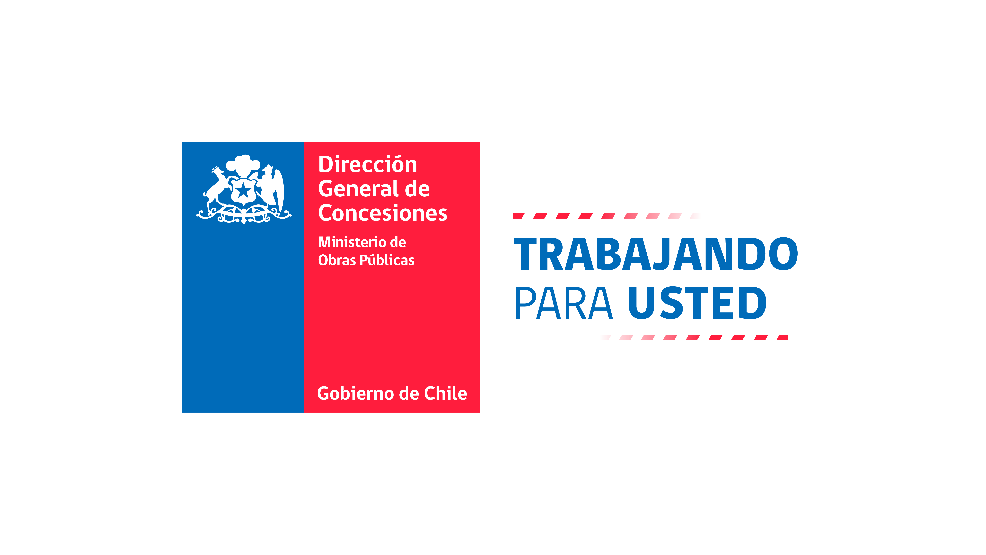 Dirección
General de
Concesiones
Ministerio de
Obras Públicas
Gobierno de Chile
TRABAJANDO
PARA USTED